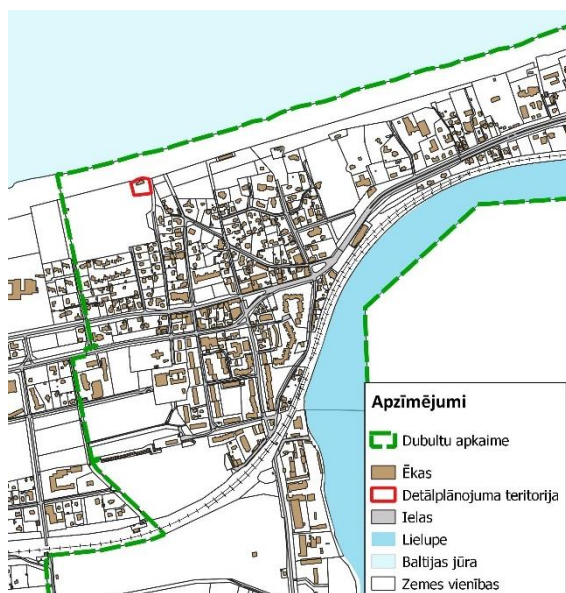 Apzīmējumi
Dubultu apkaime
Ēkas
Detālplānojuma teritorija
Ielas
Lielupe
Baltijas jūra
Zemes vienības